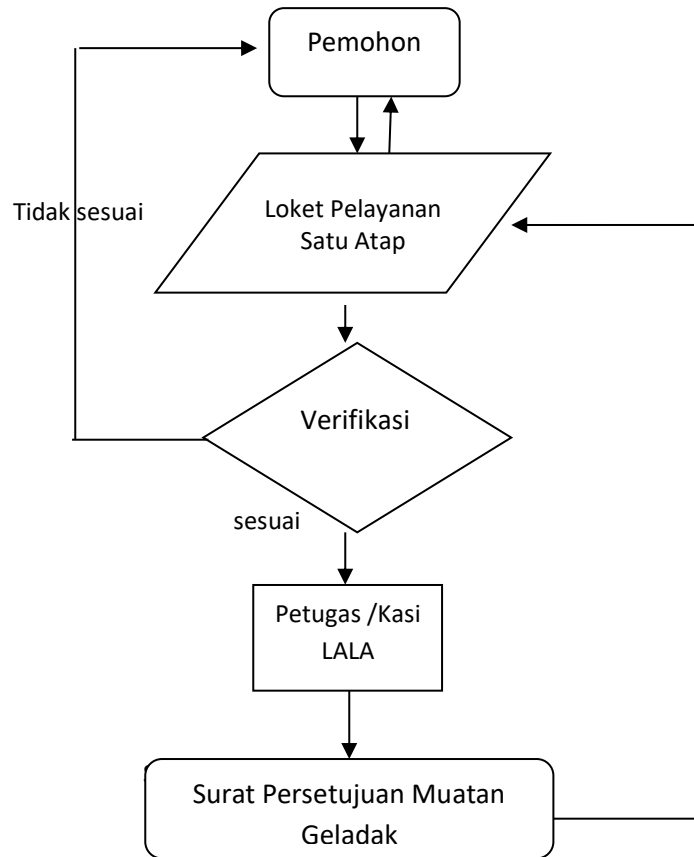 Pemohon
Tidak sesuai
Loket Pelayanan
Satu Atap
Verifikasi
sesuai
Petugas /Kasi
LALA
Surat Persetujuan Muatan
Geladak